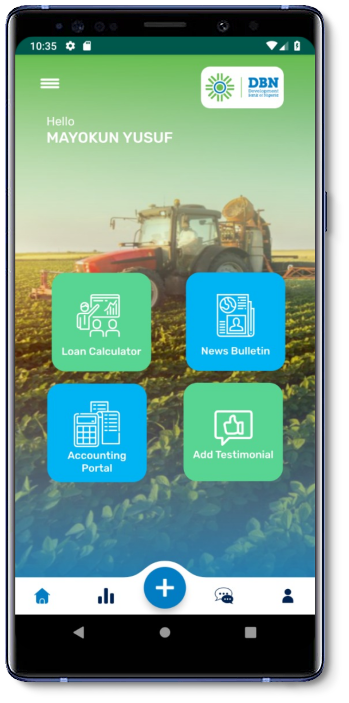 10:35
DBN
Development
Bank of Nigeria
Hello
MAYOKUN YUSUF
Loan Calculator
News Bulletin
Accounting
Portal
Add Testimonial